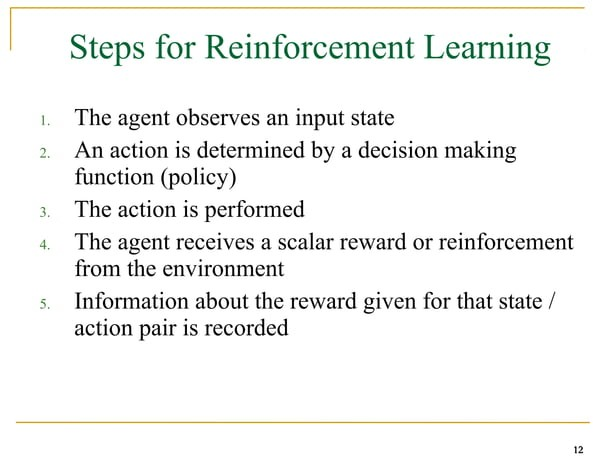 Steps for Reinforcement Learning
1. The agent observes an input state
2. An action is determined by a decision making
function (policy)
3. The action is performed
4. The agent receives a scalar reward or reinforcement
from the environment
5. Information about the reward given for that state /
action pair is recorded
12